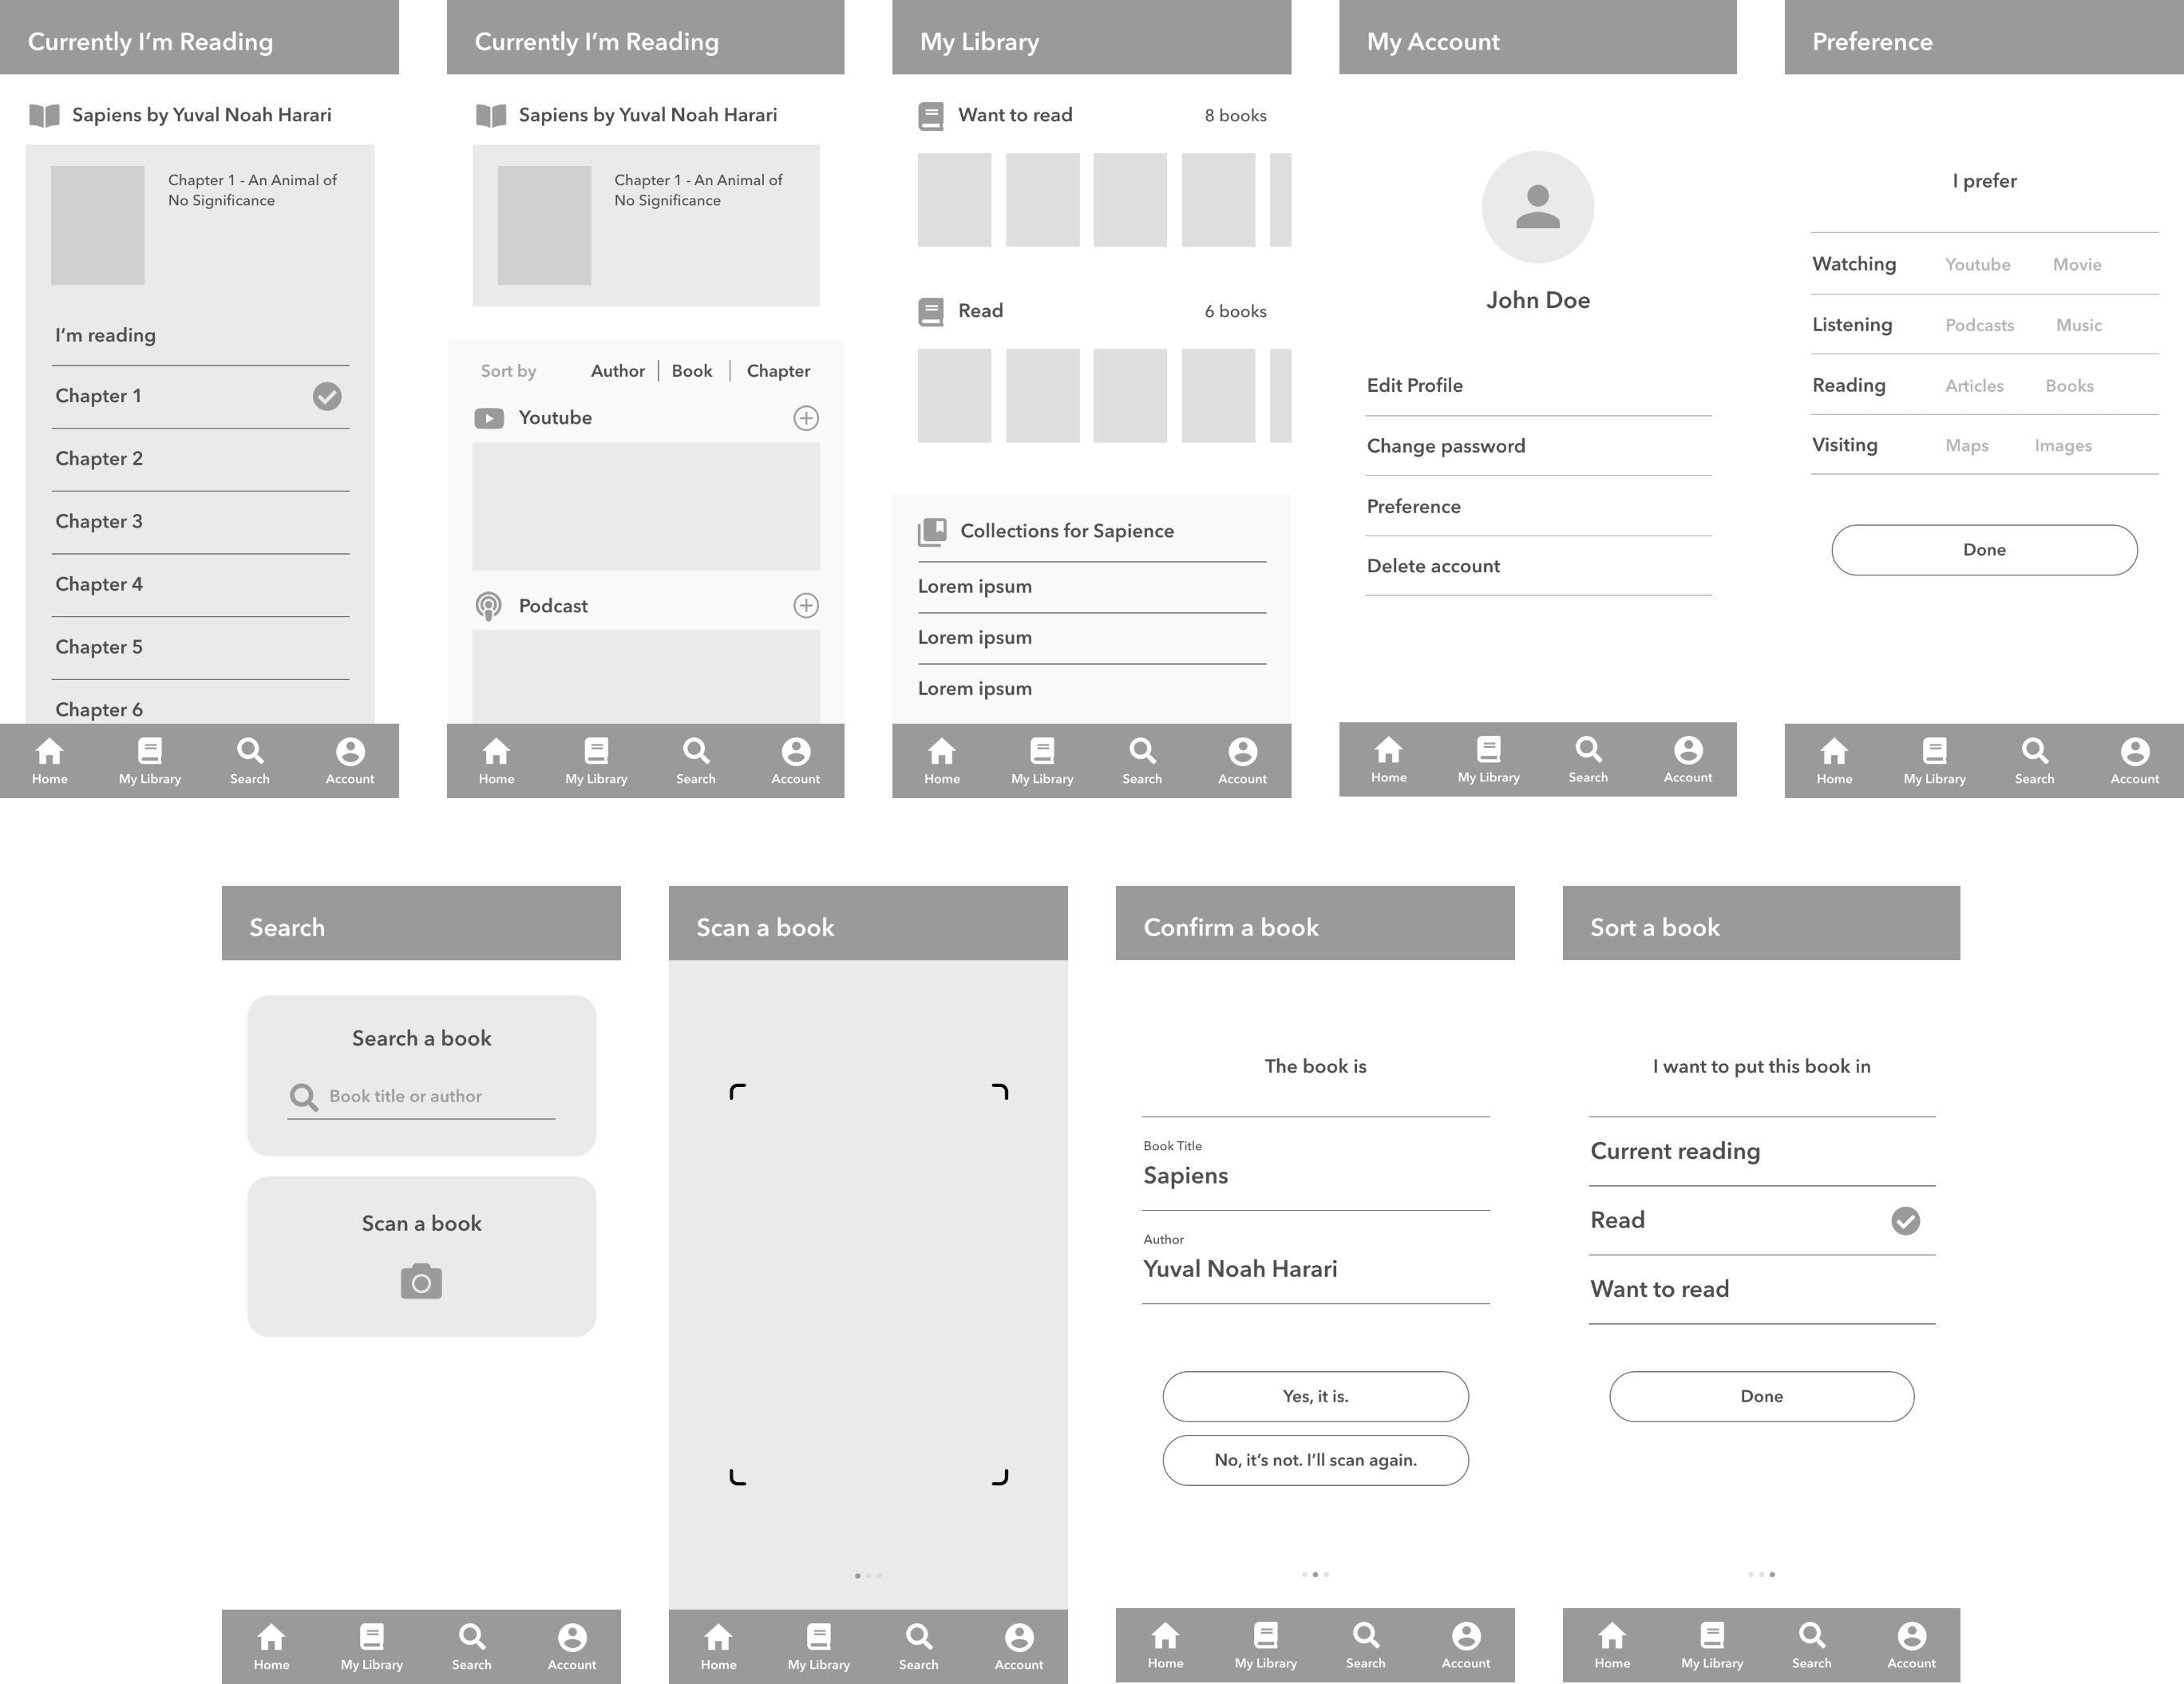 Currently I’m Reading
Sapiens by Yuval Noah Harari
Chapter 1 - An Animal of
No Significance
I’m reading
Chapter 1
Chapter 2
Chapter 3
Chapter 4
Chapter 5
Chapter 6
Home My Library Search Account
Currently I’m Reading
Sapiens by Yuval Noah Harari
Chapter 1 - An Animal of
No Significance
Sort by Author | Book | Chapter
Youtube
Podcast
Home My Library Search Account
My Library
Want to read 8 books
Read 6 books
Collections for Sapience
Lorem ipsum
Lorem ipsum
Lorem ipsum
Home My Library Search Account
My Account
John Doe
Edit Profile
Change password
Preference
Delete account
Home My Library Search Account
Preference
I prefer
Watching Youtube Movie
Listening Podcasts Music
Reading Articles Books
Visiting Maps Images
Done
Home My Library Search Account
Search
Search a book
Book title or author
Scan a book
Home My Library Search Account
Scan a book
Home My Library Search Account
Confirm a book
The book is
Book Title
Sapiens
Author
Yuval Noah Harari
Yes, it is.
No, it’s not. I’ll scan again.
Home My Library Search Account
Sort a book
I want to put this book in
Current reading
Read
Want to read
Done
Home My Library Search Account